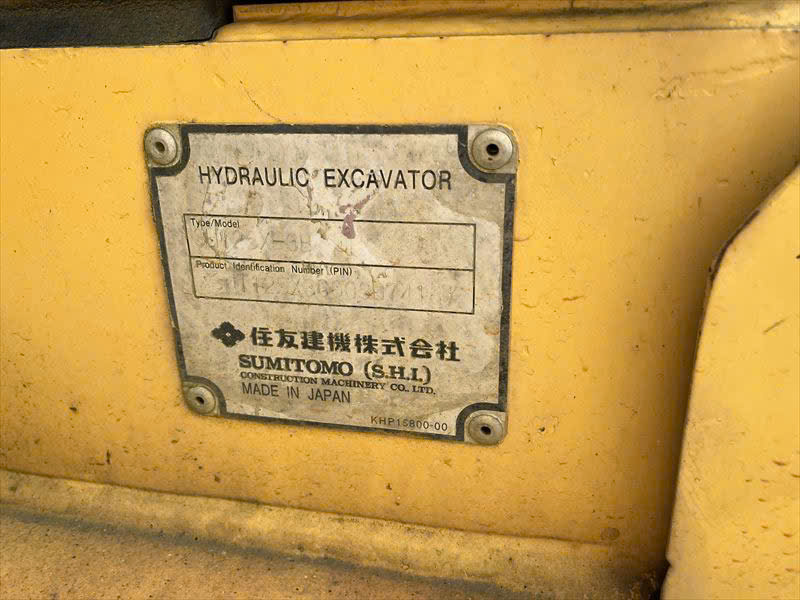 HYDRAULIC EXCAVATOR
Type/Model
Product Identification Number (PIN)
住友建機株式会社
SUMITOMO (S.H.I.)
CONSTRUCTION MACHINERY CO., LTD.
MADE IN JAPAN
KHP15800-00